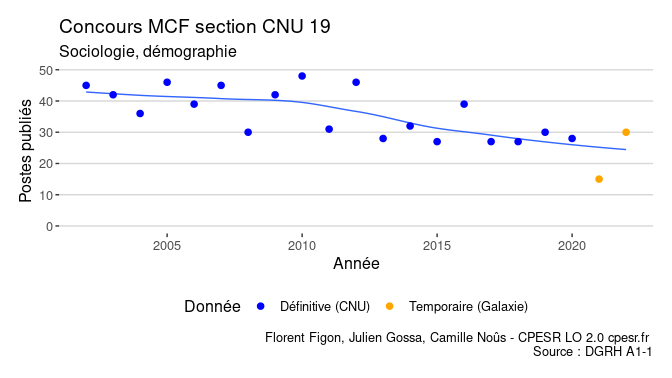 Concours MCF section CNU 19
Sociologie, démographie
Postes publiés
50
40
30
20
10
0
2005 2010 2015 2020
Année
Donnée Définitive (CNU) Temporaire (Galaxie)
Florent Figon, Julien Gossa, Camille Noûs - CPESR LO 2.0 cpesr.fr
Source : DGRH A1-1